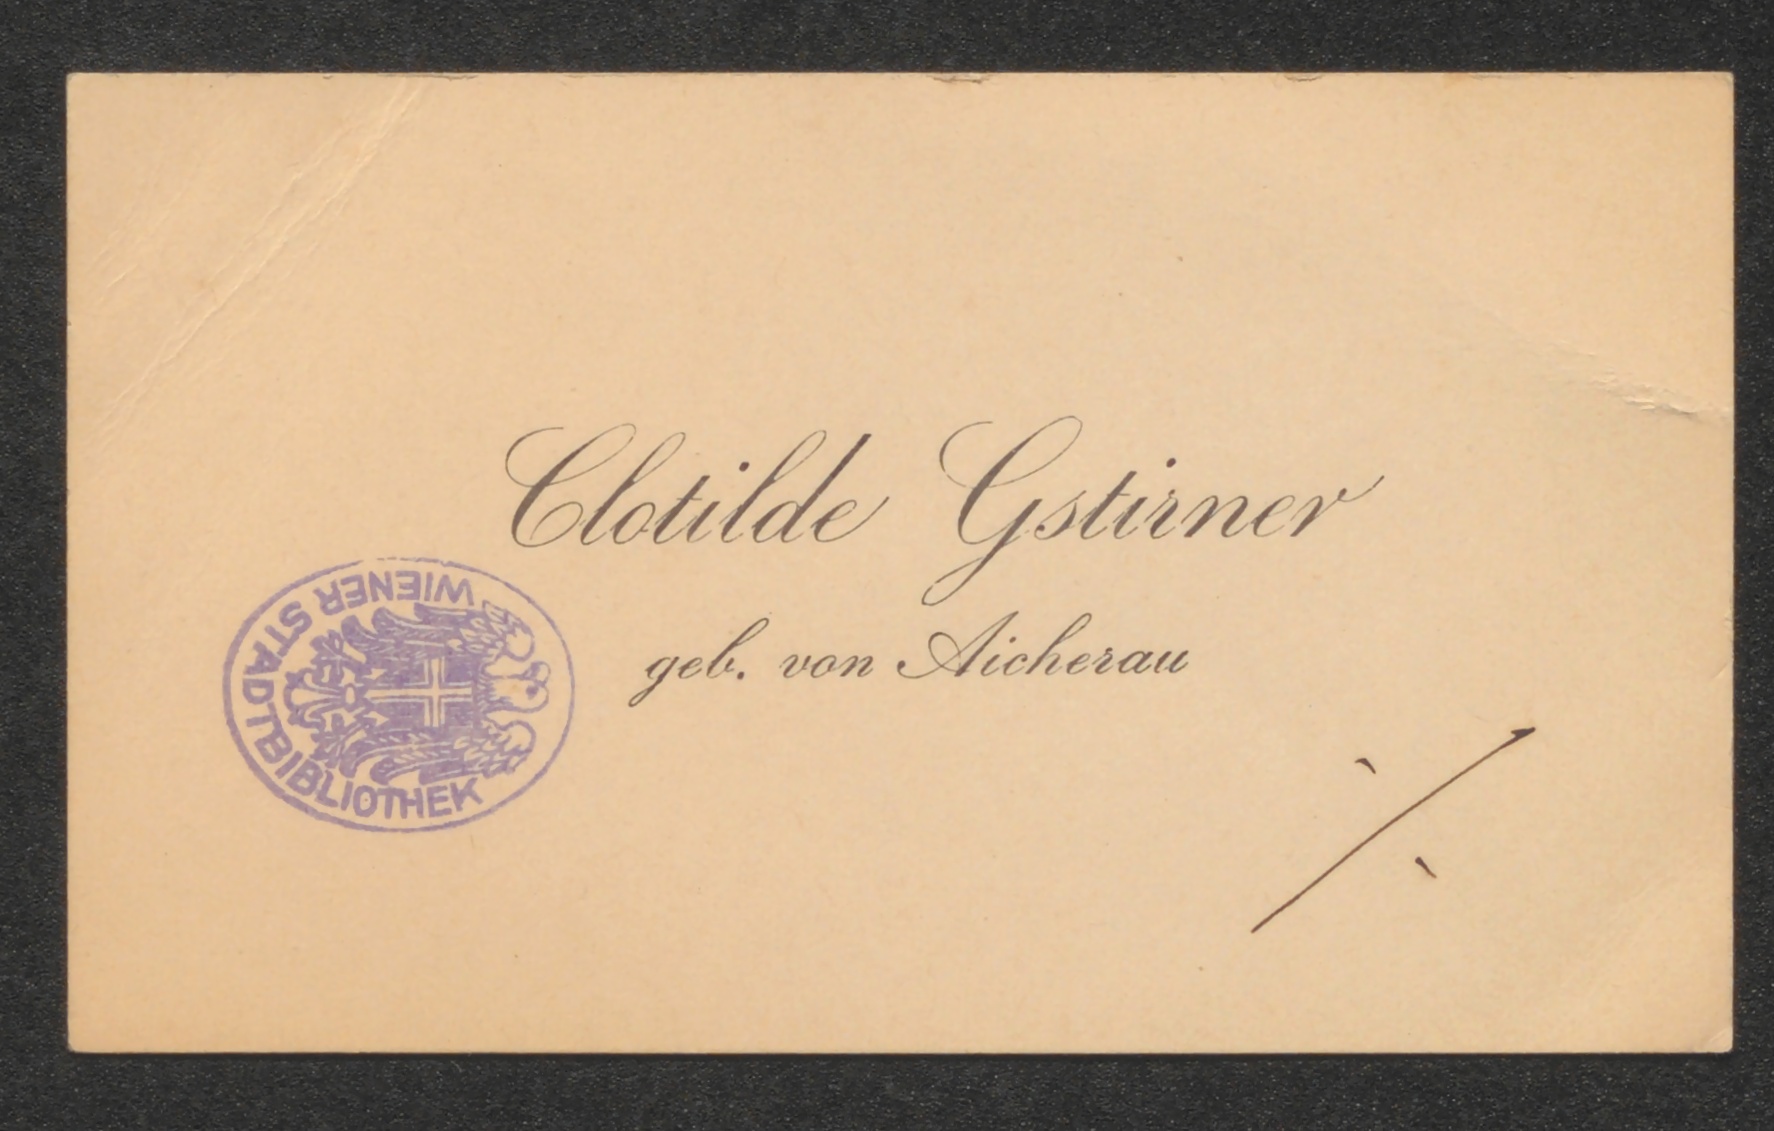 Clotilde Gstirner
geb. von Aicherau
WIENER STADTBIBLIOTHEK